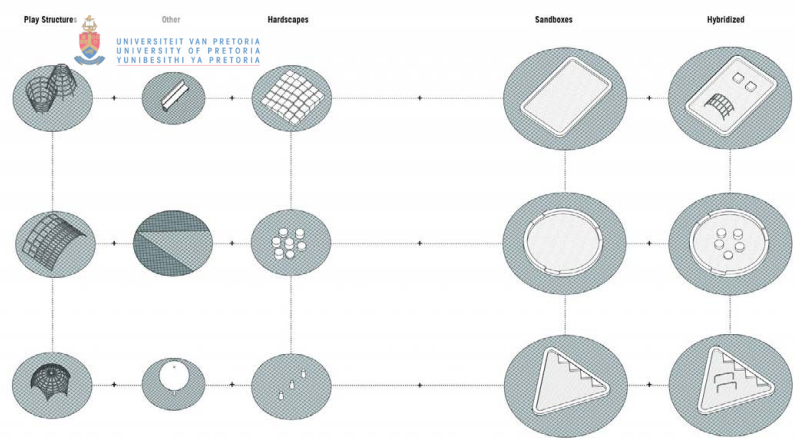 Play Structures
Other
Hardscapes
Sandboxes
Hybridized
UNIVERSITEIT VAN PRETORIA
UNIVERSITY OF PRETORIA
YUNIBESITHI YA PRETORIA